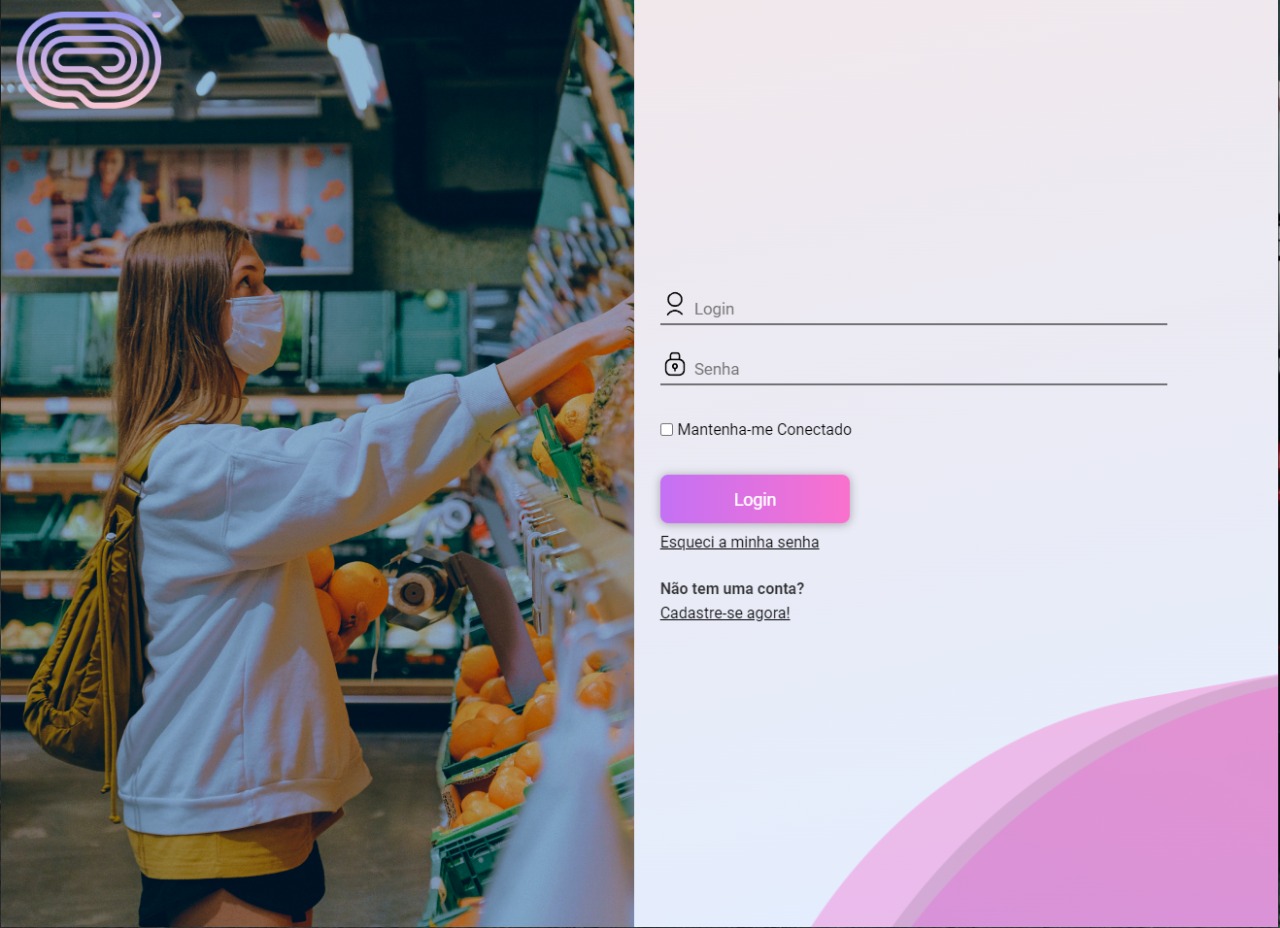 Login
Senha
Mantenha-me Conectado
Login
Esqueci a minha senha
Não tem uma conta?
Cadastre-se agora!